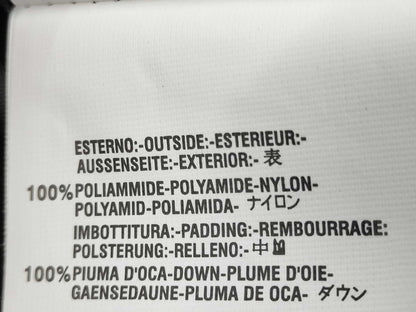 ESTERNO:-OUTSIDE:-ESTERIEUR:-
AUSSENSEITE:-EXTERIOR:- 表
100% POLIAMMIDE-POLYAMIDE-NYLON-
POLYAMID-POLIAMIDA- ナイロン
IMBOTTITURA:-PADDING:-REMBOURRAGE:
POLSTERUNG:-RELLENO:- 中
100% PIUMA D'OCA-DOWN-PLUME D'OIE-
GAENSEDAUNE-PLUMA DE OCA- ダウン